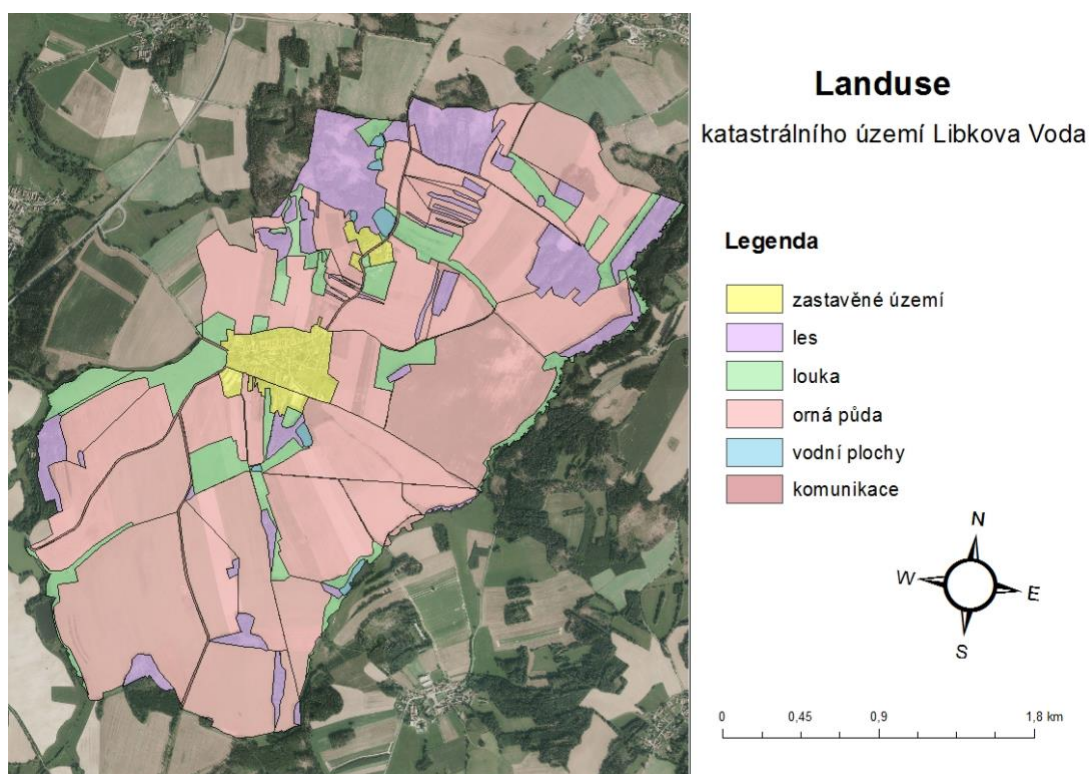 Landuse
katastrálního území Libkova Voda
Legenda
zastavěné území
les
louka
orná půda
vodní plochy
komunikace
N
W
E
S
0 0,45 0,9 1,8 km